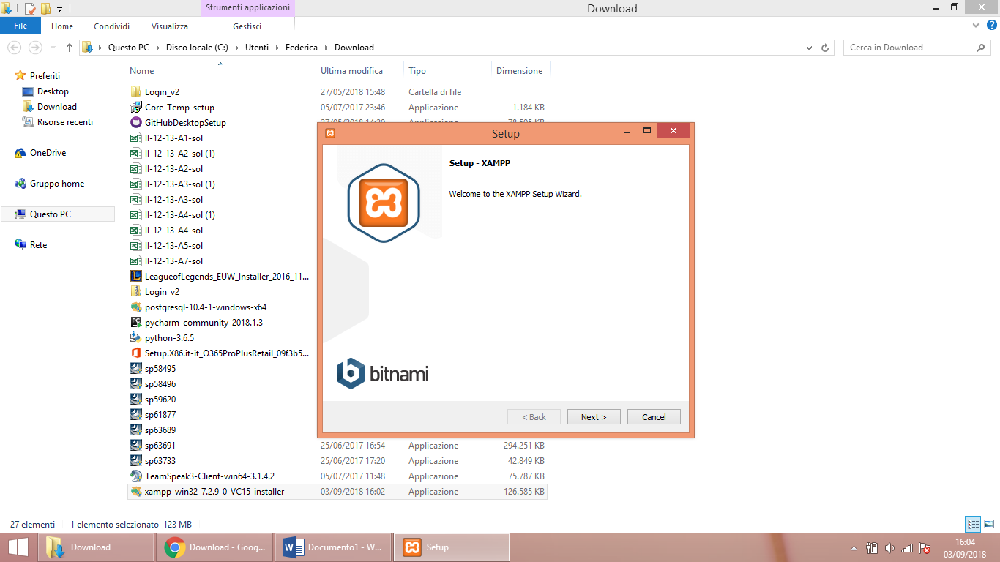 Strumenti applicazioni
Download
File
Home
Condividi
Visualizza
Gestisci
Questo PC
Disco locale (C:)
Utenti
Federica
Download
Cerca in Download
Preferiti
Desktop
Download
Risorse recenti
OneDrive
Gruppo home
Questo PC
Rete
Nome Ultima modifica Tipo Dimensione
Login_v2 27/05/2018 15:48 Cartella di file
Core-Temp-setup 05/07/2017 23:46 Applicazione 1.184 KB
GitHubDesktopSetup
II-12-13-A1-sol
II-12-13-A2-sol (1)
II-12-13-A2-sol
II-12-13-A3-sol (1)
II-12-13-A3-sol
II-12-13-A4-sol (1)
II-12-13-A4-sol
II-12-13-A5-sol
II-12-13-A7-sol
LeagueofLegends_EUW_Installer_2016_11...
Login_v2
postgresql-10.4-1-windows-x64
pycharm-community-2018.1.3
python-3.6.5
Setup.X86.it-it_O365ProPlusRetail_09f3b5...
sp58495
sp58496
sp59620
sp61877
sp63689
sp63691 25/06/2017 16:54 Applicazione 294.251 KB
sp63733 25/06/2017 17:20 Applicazione 42.849 KB
TeamSpeak3-Client-win64-3.1.4.2 05/07/2017 11:48 Applicazione 75.787 KB
xampp-win32-7.2.9-0-VC15-installer 03/09/2018 16:02 Applicazione 126.585 KB
Setup
Setup - XAMPP
Welcome to the XAMPP Setup Wizard.
bitnami
< Back
Next >
Cancel
27 elementi
1 elemento selezionato 123 MB
Download
Download - Goog...
Documento1 - W...
Setup
16:04
03/09/2018